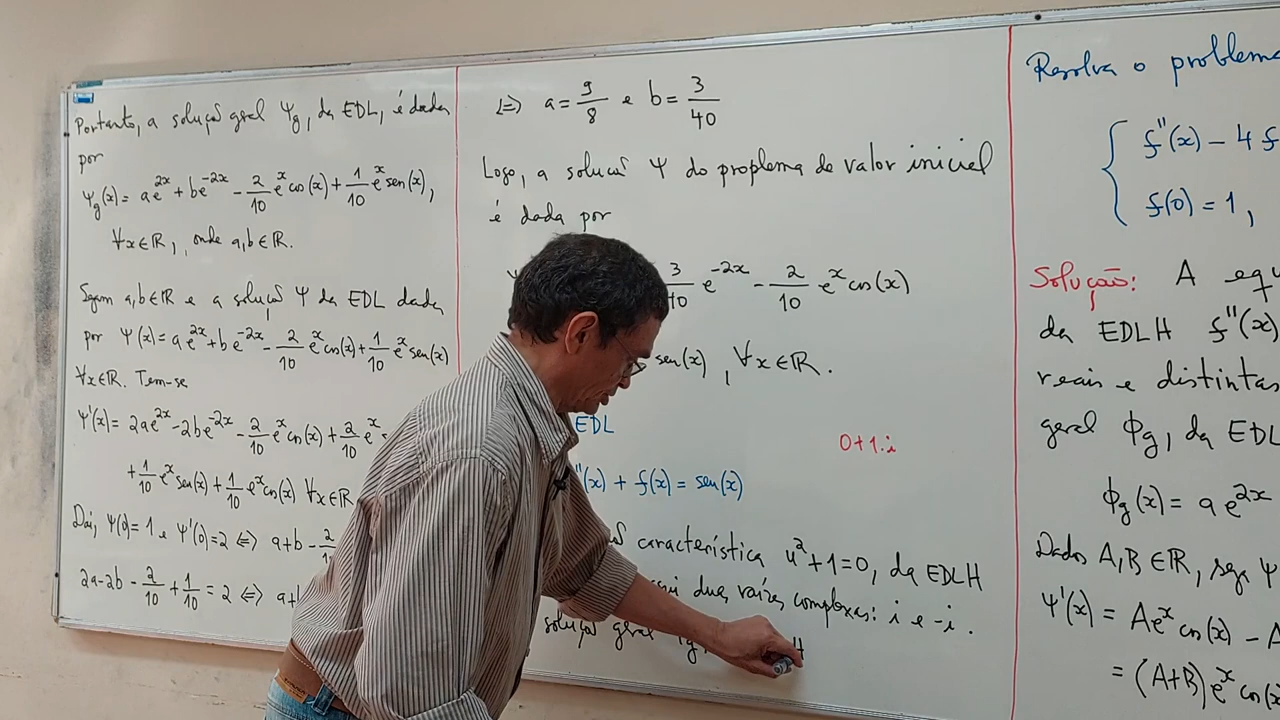 Portanto, a solução geral Ψg, da EDL, é dada
por
Ψg(x) = ae^{2x} + be^{-2x} - 2/10 e^x cos(x) + 1/10 e^x sen(x),
∀x∈R, onde a,b∈R.
Sejam a,b∈R e a solução Ψ da EDL dada
por Ψ(x) = ae^{2x} + be^{-2x} - 2/10 e^x cos(x) + 1/10 e^x sen(x)
∀x∈R. Tem-se
Ψ'(x) = 2ae^{2x} - 2be^{-2x} - 2/10 e^x cos(x) + 2/10 e^x
+ 1/10 e^x sen(x) + 1/10 e^x cos(x) ∀x∈R
Daí, Ψ(0)=1 e Ψ'(0)=2 ⇔ a+b - 2/
2a-2b - 2/10 + 1/10 = 2 ⇔ a+
⇔ a = 9/8 e b = 3/40
Logo, a solução Ψ do proplema de valor inicial
é dada por
3/40 e^{-2x} - 2/10 e^x cos(x)
sen(x), ∀x∈R.
EDL
0+1.i
''(x) + f(x) = sen(x)
característica u²+1=0, da EDLH
duas raízes complexas: i e -i.
solução geral
H
Resolva o problema
f''(x) - 4f
f(0) = 1,
Solução: A equ
da EDLH f''(x)
reais e distintas
geral ϕg, da EDL
ϕg(x) = ae^{2x}
Dados A,B∈R, seja Ψ
Ψ'(x) = Ae^x cos(x) - A
= (A+B)e^x cos(x